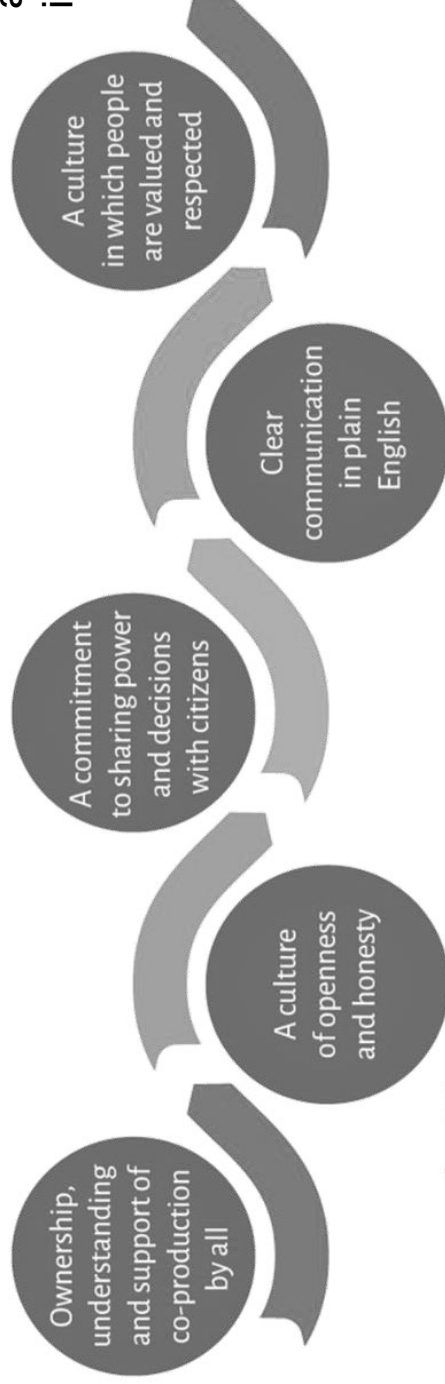 Ownership,
understanding
and support of
co-production
by all
A culture
of openness
and honesty
A commitment
to sharing power
and decisions
with citizens
Clear
communication
in plain
English
A culture
in which people
are valued and
respected